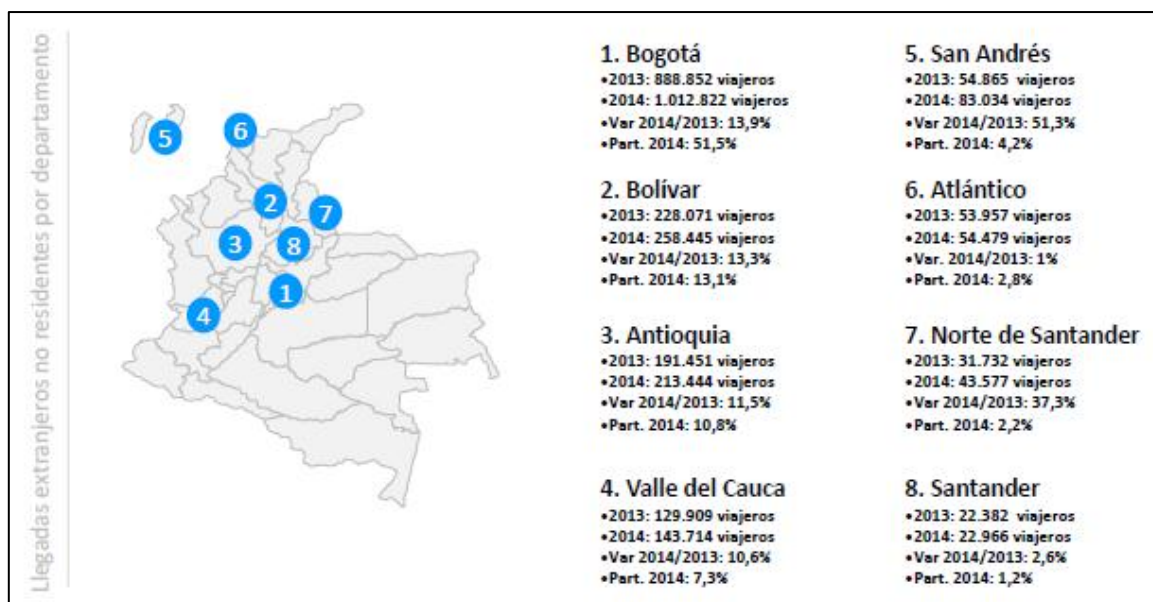 Llegadas extranjeros no residentes por departamento
5
6
2
7
3
8
1
4
1. Bogotá
•2013: 888.852 viajeros
•2014: 1.012.822 viajeros
•Var 2014/2013: 13,9%
•Part. 2014: 51,5%
2. Bolívar
•2013: 228.071 viajeros
•2014: 258.445 viajeros
•Var 2014/2013: 13,3%
•Part. 2014: 13,1%
3. Antioquia
•2013: 191.451 viajeros
•2014: 213.444 viajeros
•Var 2014/2013: 11,5%
•Part. 2014: 10,8%
4. Valle del Cauca
•2013: 129.909 viajeros
•2014: 143.714 viajeros
•Var 2014/2013: 10,6%
•Part. 2014: 7,3%
5. San Andrés
•2013: 54.865 viajeros
•2014: 83.034 viajeros
•Var 2014/2013: 51,3%
•Part. 2014: 4,2%
6. Atlántico
•2013: 53.957 viajeros
•2014: 54.479 viajeros
•Var. 2014/2013: 1%
•Part. 2014: 2,8%
7. Norte de Santander
•2013: 31.732 viajeros
•2014: 43.577 viajeros
•Var 2014/2013: 37,3%
•Part. 2014: 2,2%
8. Santander
•2013: 22.382 viajeros
•2014: 22.966 viajeros
•Var 2014/2013: 2,6%
•Part. 2014: 1,2%